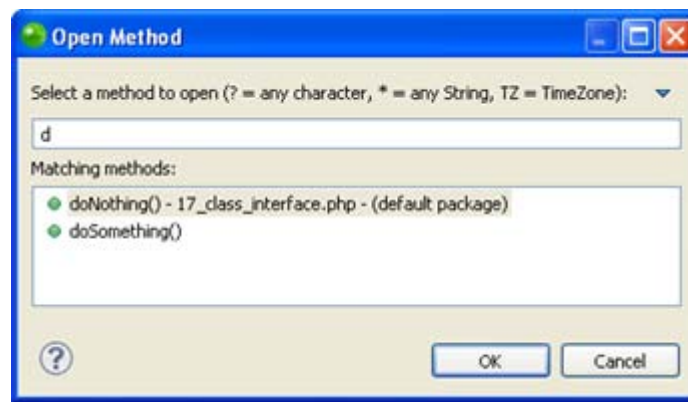 Open Method
Select a method to open (? = any character, * = any String, TZ = TimeZone):
d
Matching methods:
doNothing() - 17_class_interface.php - (default package)
doSomething()
?
OK
Cancel